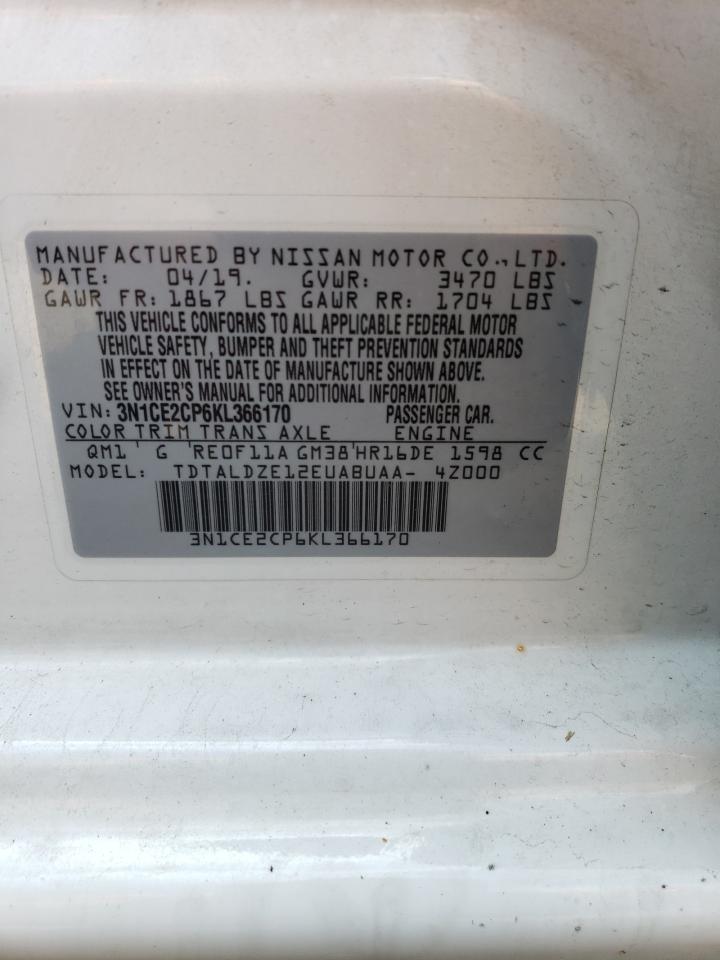 MANUFACTURED BY NISSAN MOTOR CO., LTD.
DATE: 04/19. GVWR: 3470 LBS
GAWR FR: 1867 LBS GAWR RR: 1704 LBS
THIS VEHICLE CONFORMS TO ALL APPLICABLE FEDERAL MOTOR
VEHICLE SAFETY, BUMPER AND THEFT PREVENTION STANDARDS
IN EFFECT ON THE DATE OF MANUFACTURE SHOWN ABOVE.
SEE OWNER'S MANUAL FOR ADDITIONAL INFORMATION.
VIN: 3N1CE2CP6KL366170 PASSENGER CAR.
COLOR TRIM TRANS AXLE ENGINE
QM1 ' G 'RE0F11A GM38'HR16DE 1598 CC
MODEL: TDTALDZE12EUABUAA- 4Z000
3N1CE2CP6KL366170